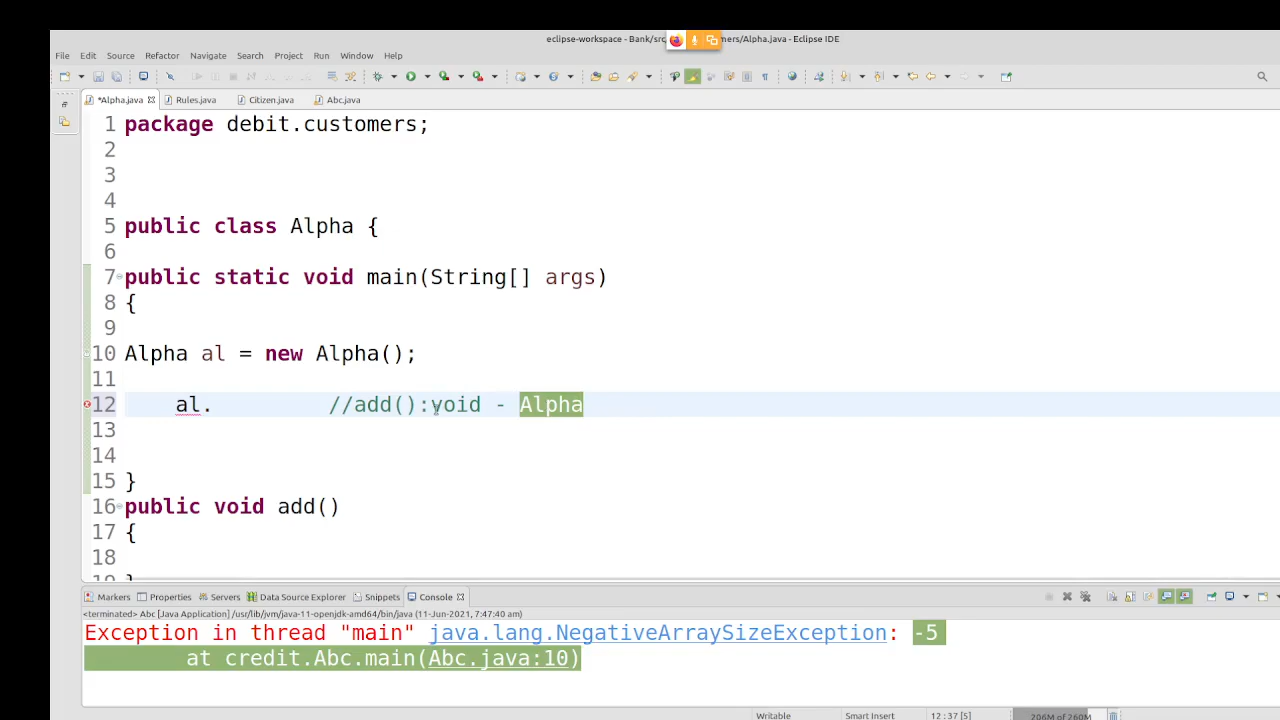 eclipse-workspace - Bank/src mers/Alpha.java - Eclipse IDE
File Edit Source Refactor Navigate Search Project Run Window Help
*Alpha.java Rules.java Citizen.java Abc.java
1 package debit.customers;
2
3
4
5 public class Alpha {
6
7 public static void main(String[] args)
8 {
9
10 Alpha al = new Alpha();
11
12 al. //add():void - Alpha
13
14
15 }
16 public void add()
17 {
18
Markers Properties Servers Data Source Explorer Snippets Console
<terminated> Abc [Java Application] /usr/lib/jvm/java-11-openjdk-amd64/bin/java (11-Jun-2021, 7:47:40 am)
Exception in thread "main" java.lang.NegativeArraySizeException: -5
at credit.Abc.main(Abc.java:10)
Writable Smart Insert 12 : 37 [5] 206M of 260M